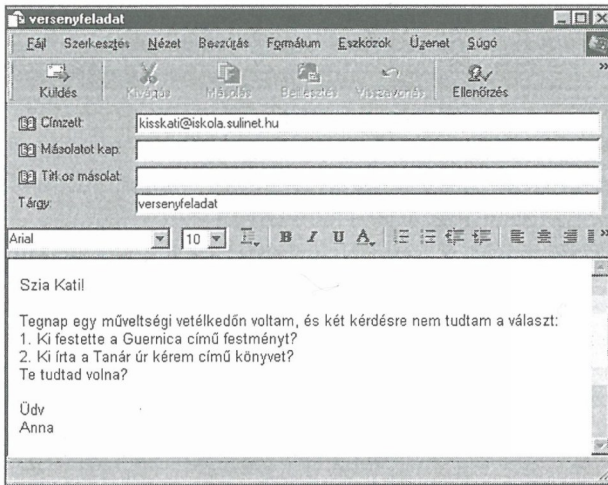 versenyfeladat
Fájl Szerkesztés Nézet Beszúrás Formátum Eszközök Üzenet Súgó
Küldés Kivágás Másolás Beillesztés Visszavonás Ellenőrzés
Címzett: kisskati@iskola.sulinet.hu
Másolatot kap:
Titkos másolat:
Tárgy: versenyfeladat
Arial 10 B I U A
Szia Kati!
Tegnap egy műveltségi vetélkedőn voltam, és két kérdésre nem tudtam a választ:
1. Ki festette a Guernica című festményt?
2. Ki írta a Tanár úr kérem című könyvet?
Te tudtad volna?
Üdv
Anna